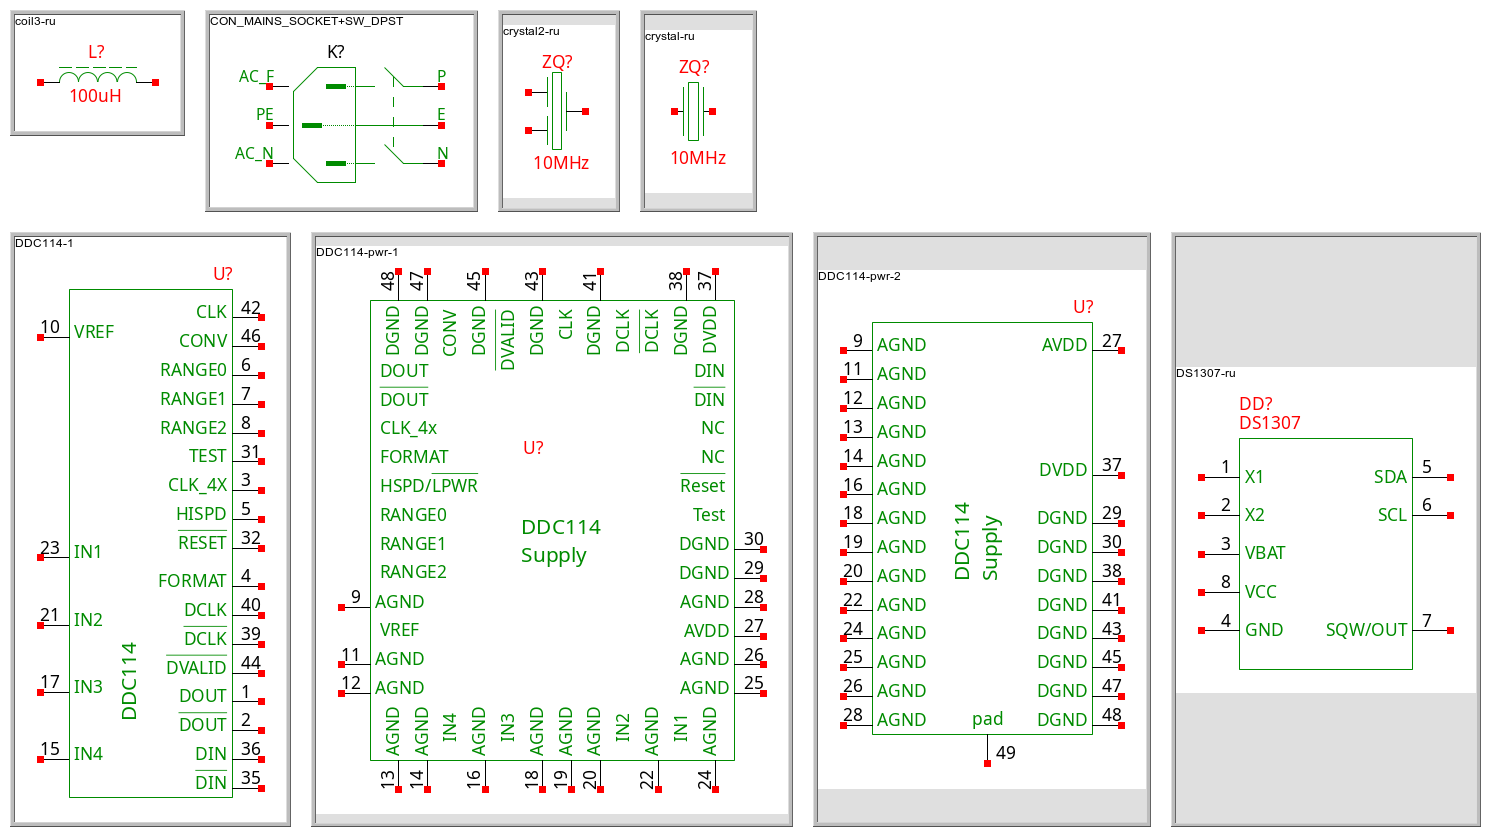 coil3-ru
L?
100uH
CON_MAINS_SOCKET+SW_DPST
K?
AC_F
P
PE
E
AC_N
N
crystal2-ru
ZQ?
10MHz
crystal-ru
ZQ?
10MHz
DDC114-1
U?
10 VREF
CLK 42
CONV 46
RANGE0 6
RANGE1 7
RANGE2 8
TEST 31
CLK_4X 3
HISPD 5
RESET 32
23 IN1
FORMAT 4
DCLK 40
21 IN2
DCLK 39
DVALID 44
17 IN3
DOUT 1
DOUT 2
15 IN4
DIN 36
DIN 35
DDC114
DDC114-pwr-1
48 47 45 43 41 38 37
DGND DGND CONV DGND DVALID DGND CLK DGND DCLK DCLK DGND DVDD
DOUT DIN
DOUT DIN
CLK_4x NC
U?
FORMAT NC
HSPD/LPWR Reset
RANGE0 Test
DDC114
Supply
RANGE1 DGND 30
RANGE2 DGND 29
9 AGND AGND 28
VREF AVDD 27
11 AGND AGND 26
12 AGND AGND 25
AGND AGND IN4 AGND IN3 AGND AGND AGND IN2 AGND IN1 AGND
13 14 16 18 19 20 22 24
DDC114-pwr-2
U?
9 AGND AVDD 27
11 AGND
12 AGND
13 AGND
14 AGND DVDD 37
16 AGND
18 AGND DGND 29
19 AGND DGND 30
20 AGND DGND 38
22 AGND DGND 41
24 AGND DGND 43
25 AGND DGND 45
26 AGND DGND 47
28 AGND pad DGND 48
DDC114
Supply
49
DS1307-ru
DD?
DS1307
1 X1 SDA 5
2 X2 SCL 6
3 VBAT
8 VCC
4 GND SQW/OUT 7